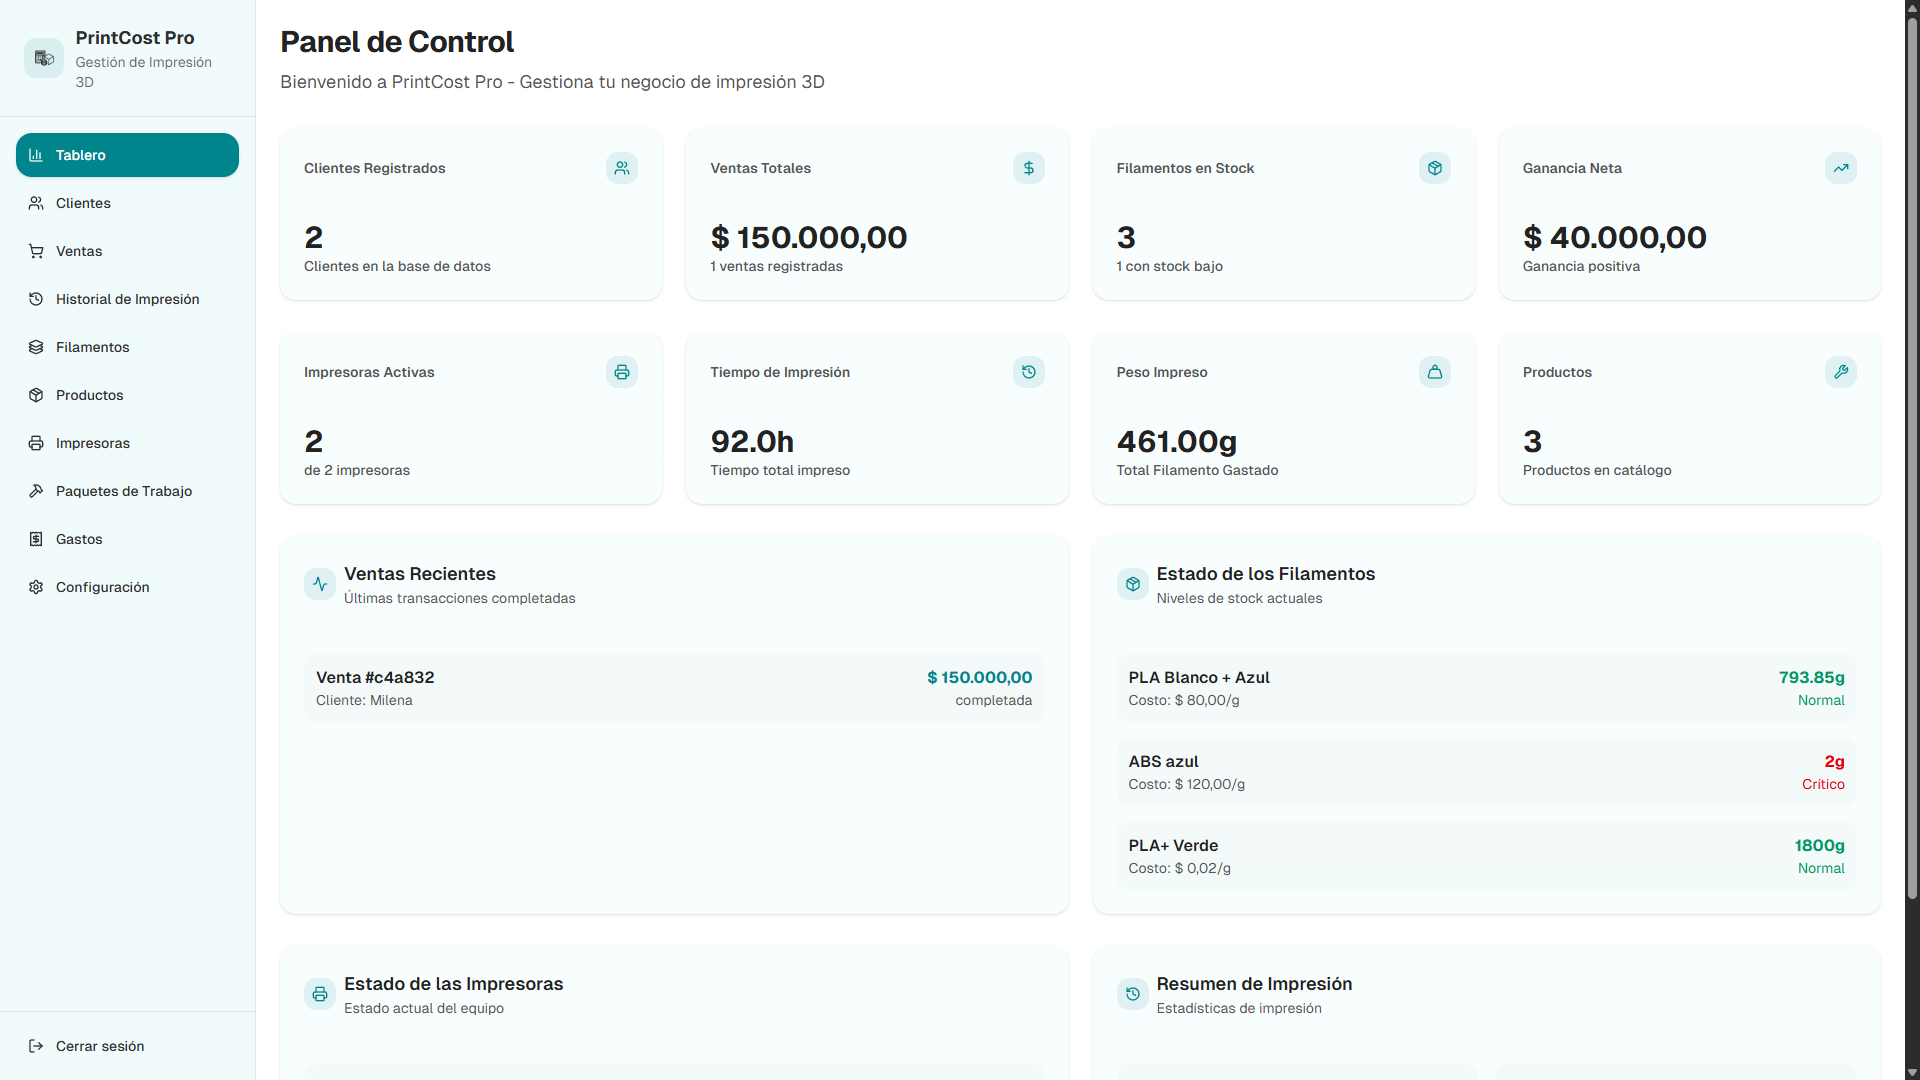 PrintCost Pro
Gestión de Impresión
3D
Tablero
Clientes
Ventas
Historial de Impresión
Filamentos
Productos
Impresoras
Paquetes de Trabajo
Gastos
Configuración
Cerrar sesión
Panel de Control
Bienvenido a PrintCost Pro - Gestiona tu negocio de impresión 3D
Clientes Registrados
2
Clientes en la base de datos
Ventas Totales
$ 150.000,00
1 ventas registradas
Filamentos en Stock
3
1 con stock bajo
Ganancia Neta
$ 40.000,00
Ganancia positiva
Impresoras Activas
2
de 2 impresoras
Tiempo de Impresión
92.0h
Tiempo total impreso
Peso Impreso
461.00g
Total Filamento Gastado
Productos
3
Productos en catálogo
Ventas Recientes
Últimas transacciones completadas
Venta #c4a832
$ 150.000,00
Cliente: Milena
completada
Estado de los Filamentos
Niveles de stock actuales
PLA Blanco + Azul
793.85g
Costo: $ 80,00/g
Normal
ABS azul
2g
Costo: $ 120,00/g
Crítico
PLA+ Verde
1800g
Costo: $ 0,02/g
Normal
Estado de las Impresoras
Estado actual del equipo
Resumen de Impresión
Estadísticas de impresión